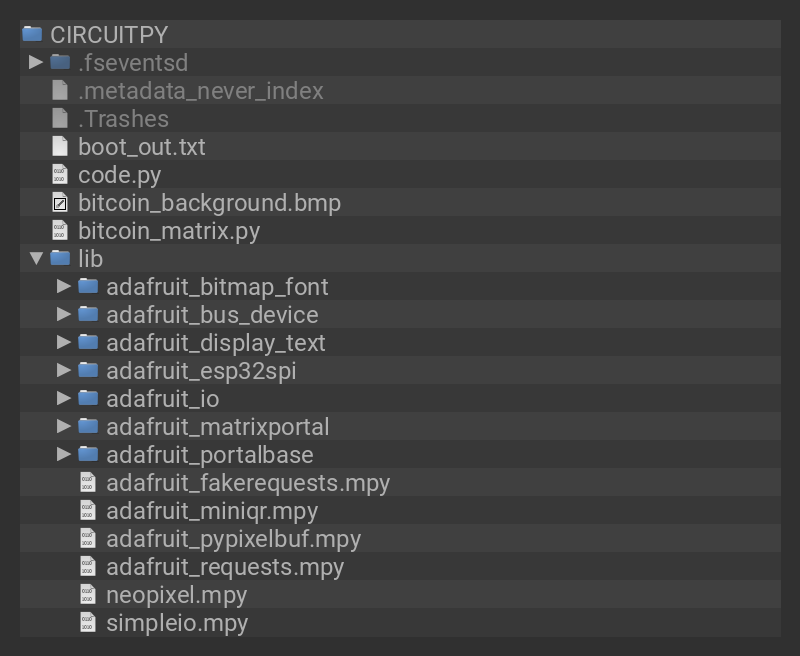 CIRCUITPY
.fseventsd
.metadata_never_index
.Trashes
boot_out.txt
code.py
bitcoin_background.bmp
bitcoin_matrix.py
lib
adafruit_bitmap_font
adafruit_bus_device
adafruit_display_text
adafruit_esp32spi
adafruit_io
adafruit_matrixportal
adafruit_portalbase
adafruit_fakerequests.mpy
adafruit_miniqr.mpy
adafruit_pypixelbuf.mpy
adafruit_requests.mpy
neopixel.mpy
simpleio.mpy